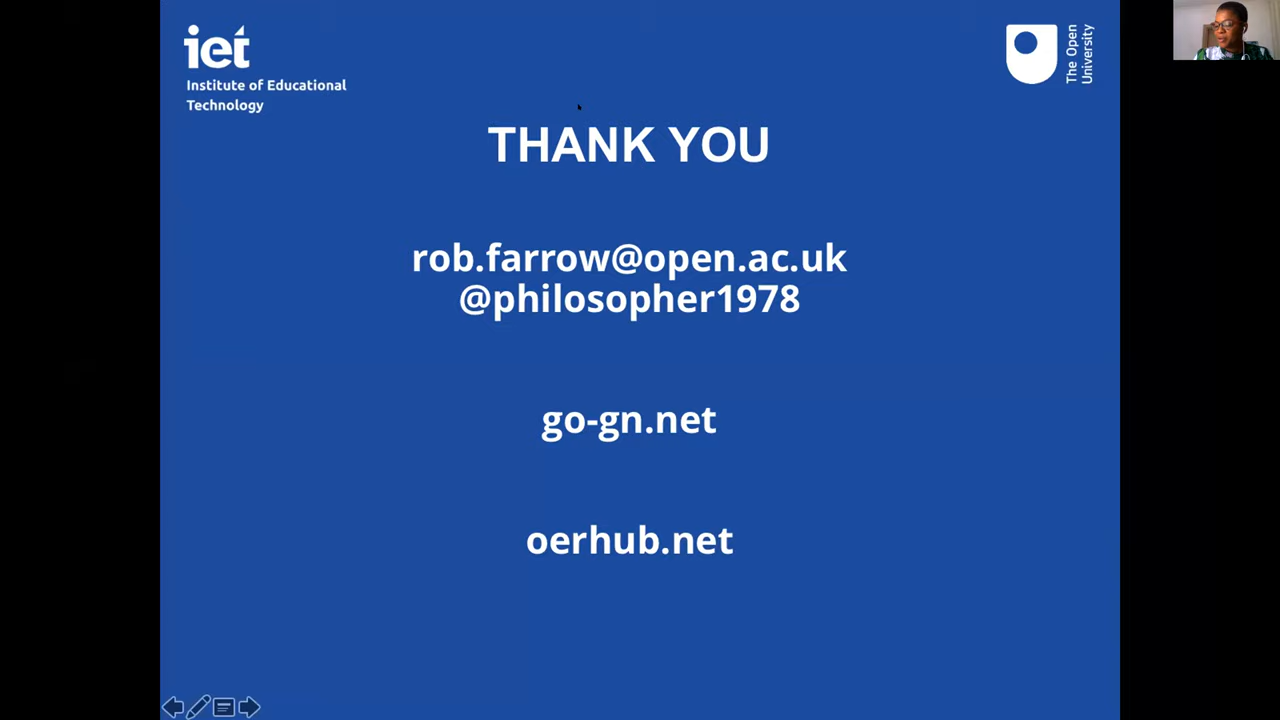 iet
Institute of Educational
Technology
The Open
University
THANK YOU
rob.farrow@open.ac.uk
@philosopher1978
go-gn.net
oerhub.net